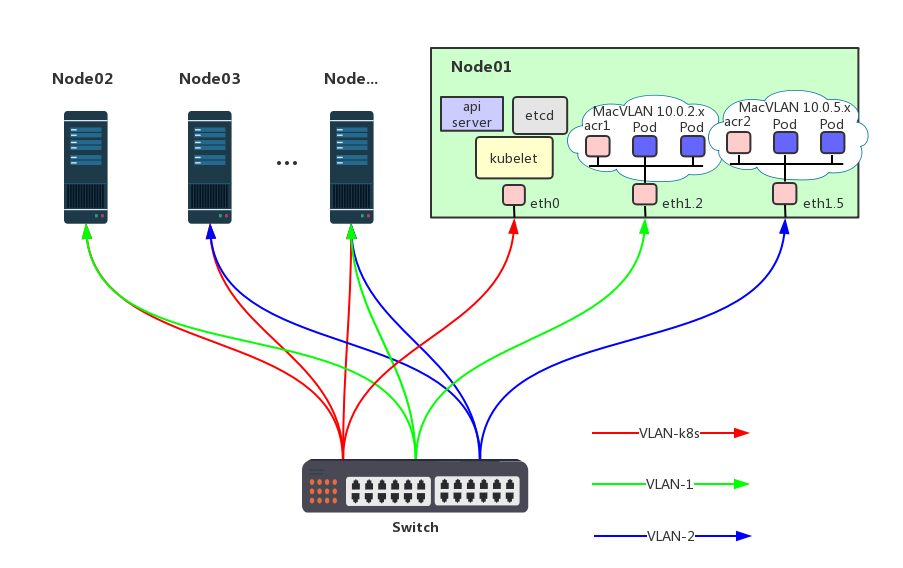 Node02
Node03
Node...
Node01
api
server
etcd
kubelet
eth0
MacVLAN 10.0.2.x
acr1
Pod
Pod
eth1.2
MacVLAN 10.0.5.x
acr2
Pod
Pod
eth1.5
...
VLAN-k8s
VLAN-1
VLAN-2
Switch